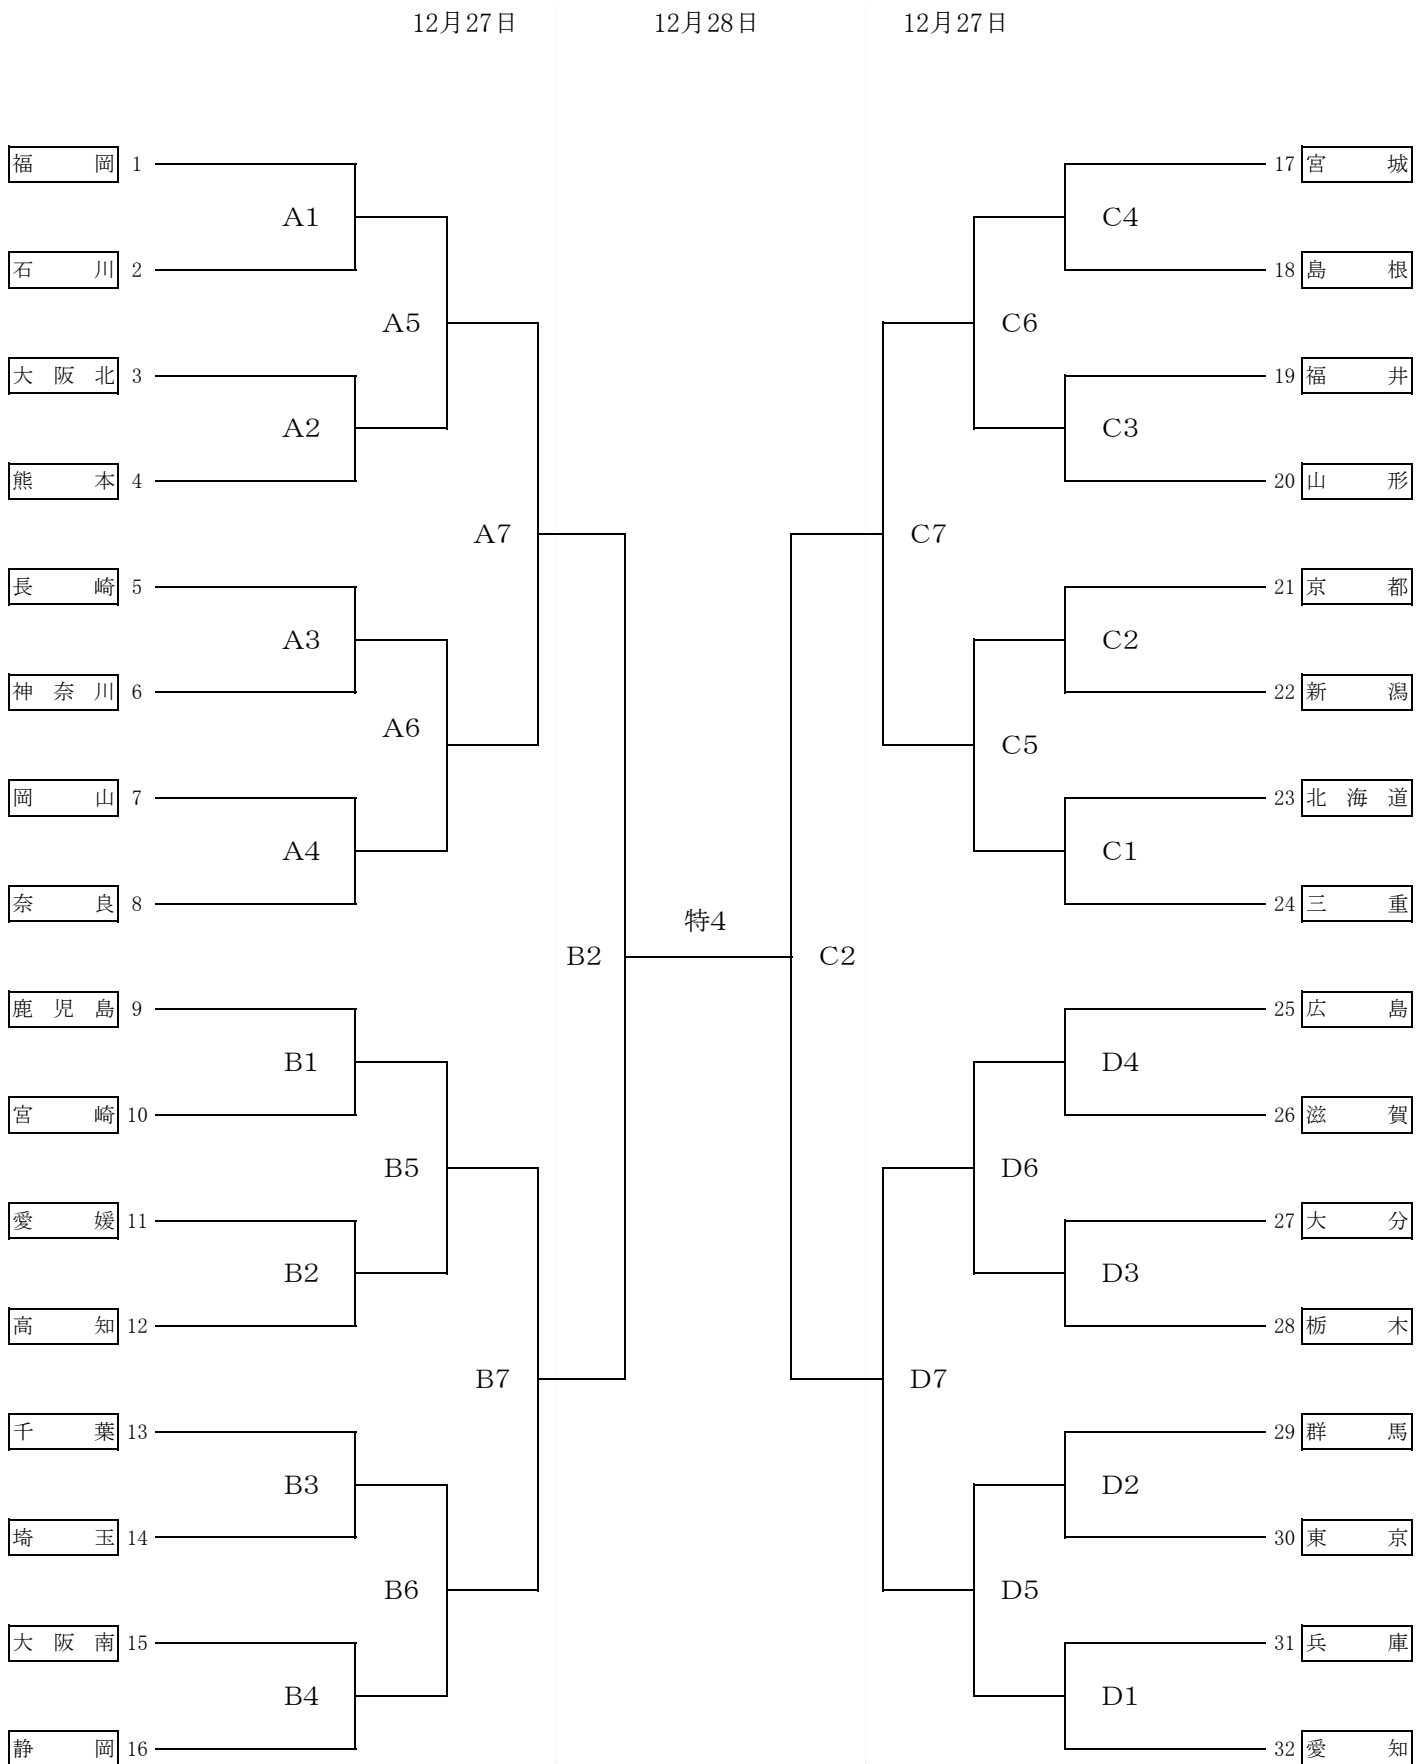 12月27日 12月28日 12月27日
福岡 1 17 宮城
A1 C4
石川 2 18 島根
A5 C6
大阪北 3 19 福井
A2 C3
熊本 4 20 山形
A7 C7
長崎 5 21 京都
A3 C2
神奈川 6 22 新潟
A6 C5
岡山 7 23 北海道
A4 C1
奈良 8 24 三重
特4
B2 C2
鹿児島 9 25 広島
B1 D4
宮崎 10 26 滋賀
B5 D6
愛媛 11 27 大分
B2 D3
高知 12 28 栃木
B7 D7
千葉 13 29 群馬
B3 D2
埼玉 14 30 東京
B6 D5
大阪南 15 31 兵庫
B4 D1
静岡 16 32 愛知